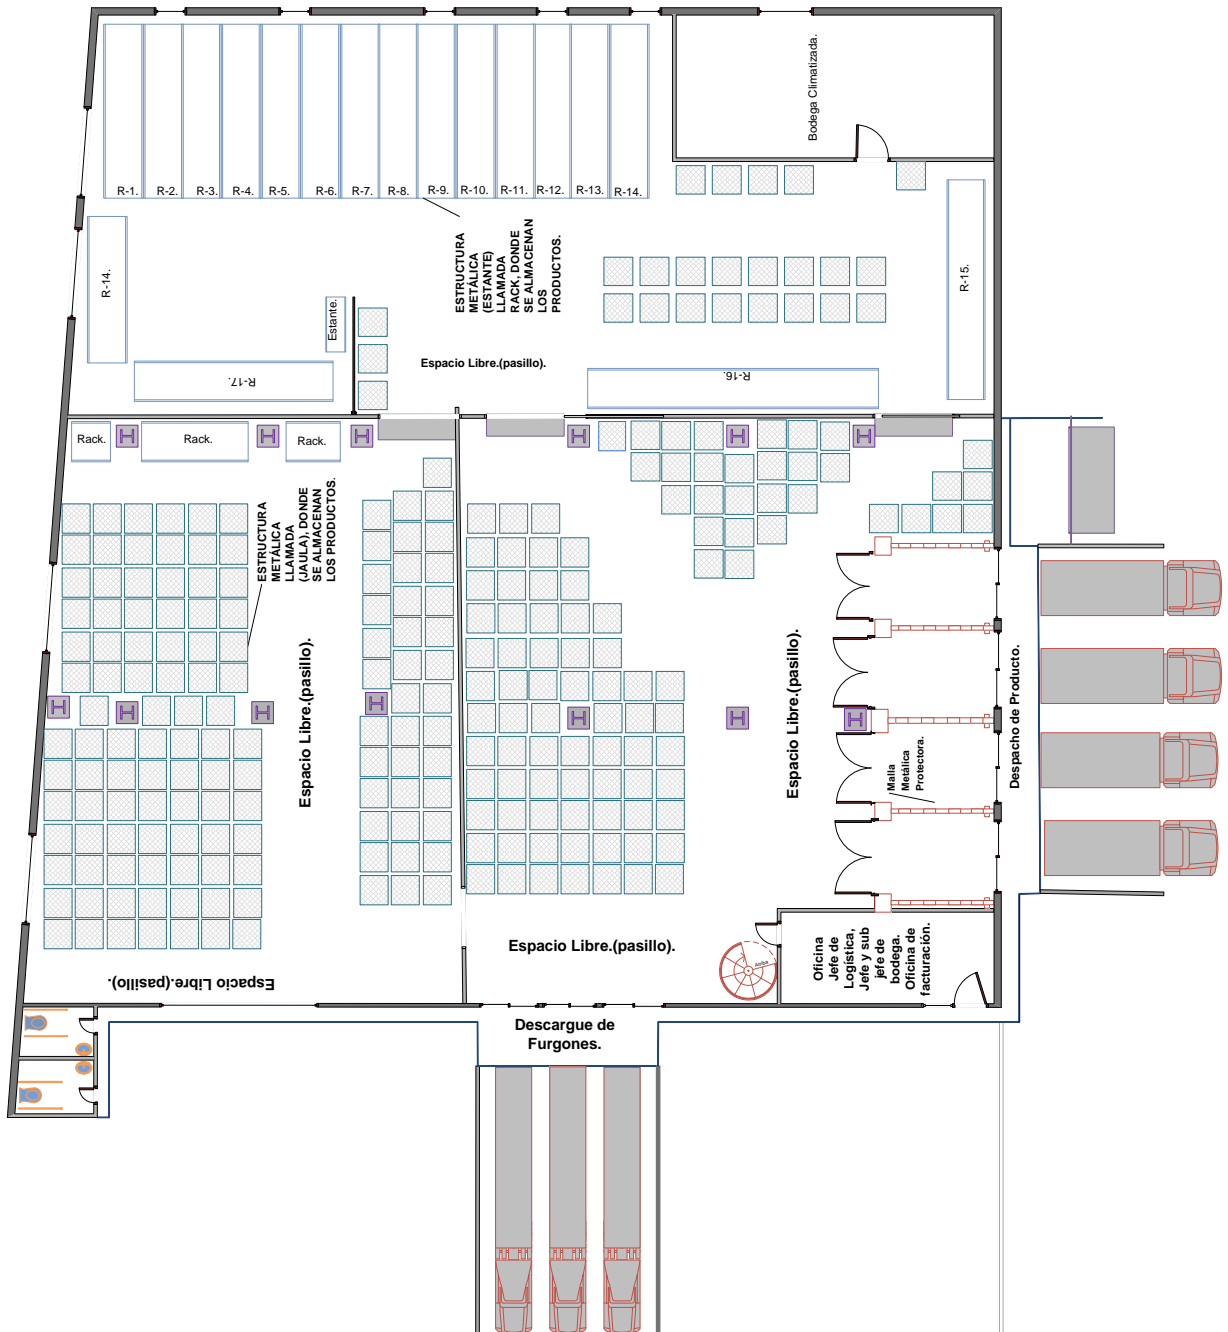 Bodega Climatizada.
R-1.
R-2.
R-3.
R-4.
R-5.
R-6.
R-7.
R-8.
R-9.
R-10.
R-11.
R-12.
R-13.
R-14.
R-14.
ESTRUCTURA
METÁLICA
(ESTANTE)
LLAMADA
RACK, DONDE
SE ALMACENAN
LOS
PRODUCTOS.
R-15.
Estante.
Espacio Libre.(pasillo).
R-17.
R-16.
Rack.
Rack.
Rack.
ESTRUCTURA
METÁLICA
LLAMADA
(JAULA), DONDE
SE ALMACENAN
LOS PRODUCTOS.
Espacio Libre.(pasillo).
Espacio Libre.(pasillo).
Malla
Metálica
Protectora.
Despacho de Producto.
Espacio Libre.(pasillo).
Arriba
Oficina
Jefe de
Logística,
Jefe y sub
jefe de
bodega.
Oficina de
facturación.
Espacio Libre.(pasillo).
Descargue de
Furgones.